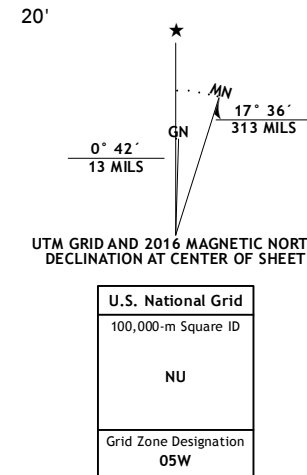 20'
★
MN
GN
17° 36´
313 MILS
0° 42´
13 MILS
UTM GRID AND 2016 MAGNETIC NORT
DECLINATION AT CENTER OF SHEET
U.S. National Grid
100,000-m Square ID
NU
Grid Zone Designation
05W